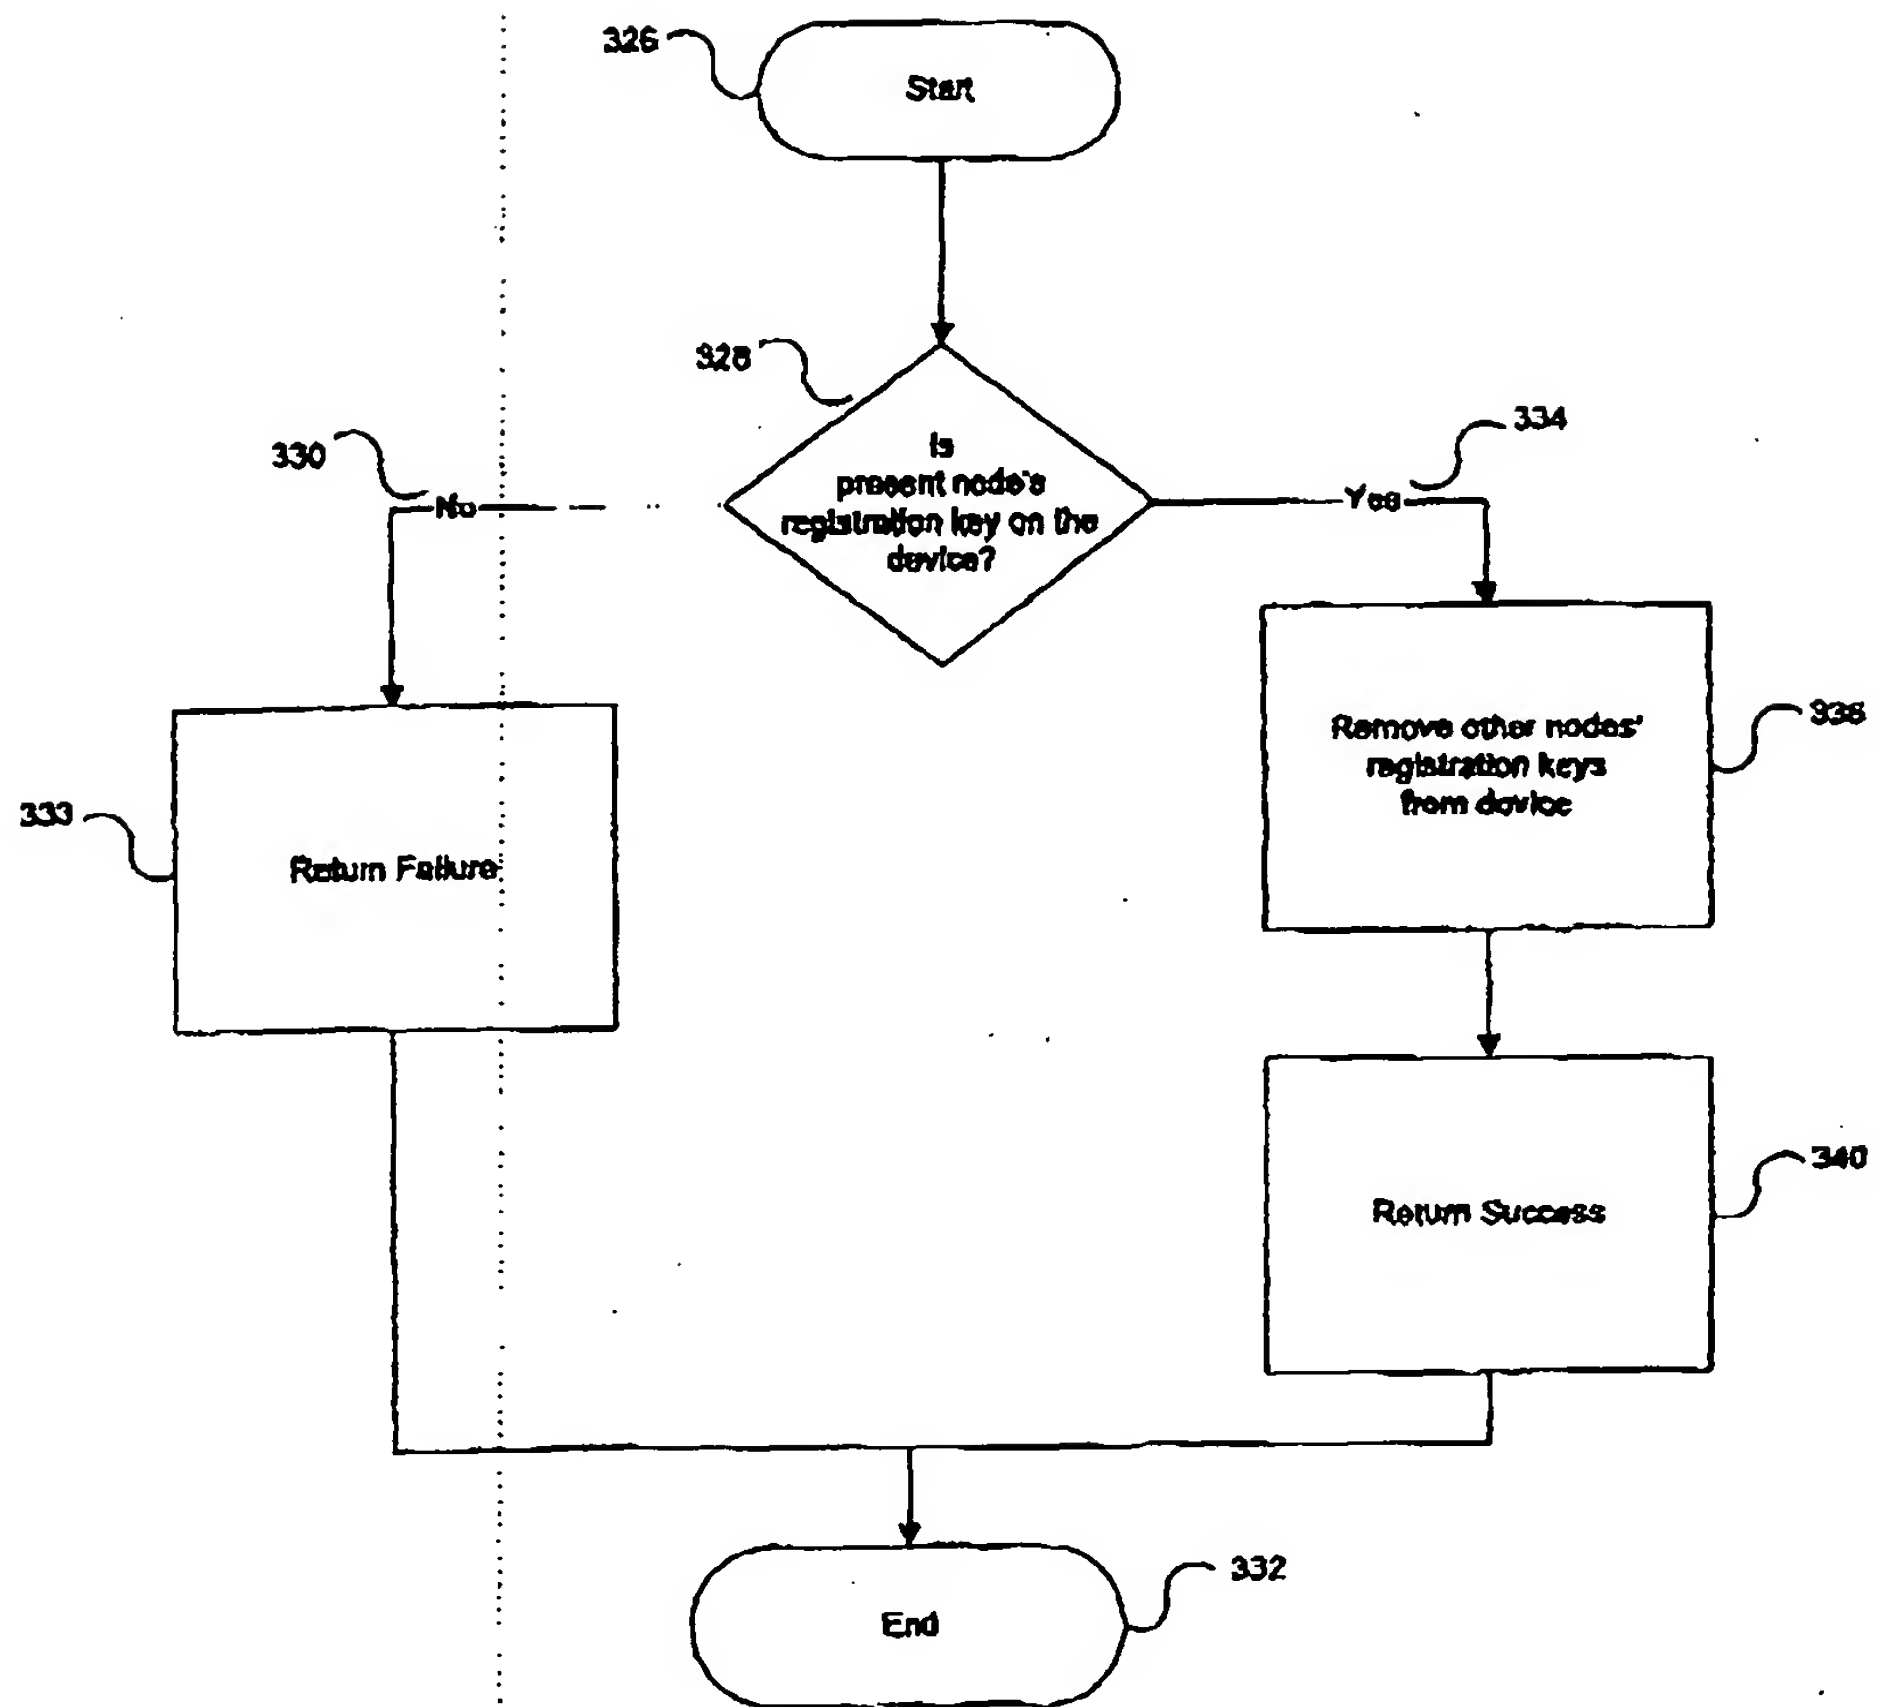 326
Start
328
Is
present node's
registration key on the
device?
330
No
334
Yes
Remove other nodes'
registration keys
from device
333
Return Failure
340
Return Success
332
End